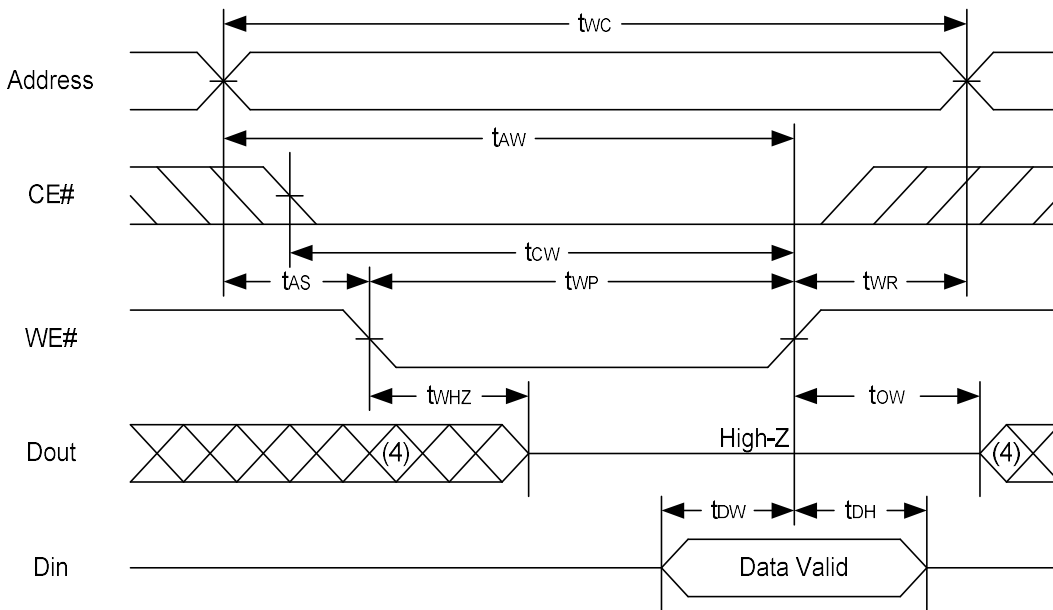 tWC
Address
tAW
CE#
tCW
tAS tWP tWR
WE#
tWHZ tOW
Dout (4) High-Z (4)
tDW tDH
Din Data Valid